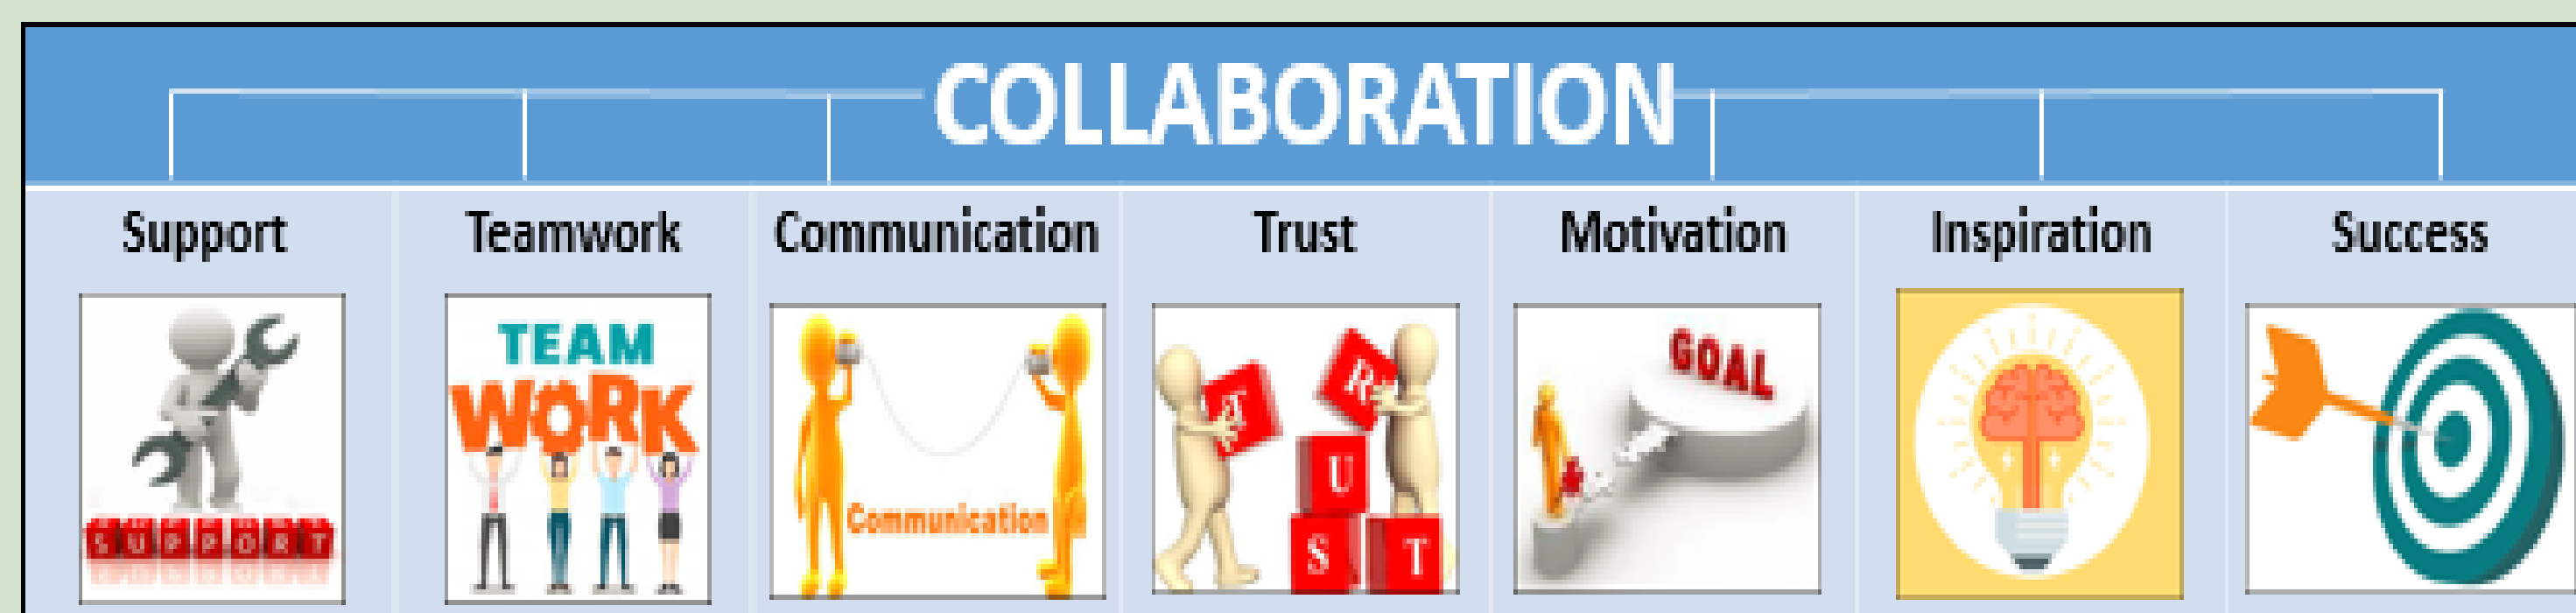 COLLABORATION
Support
Teamwork
Communication
Trust
Motivation
Inspiration
Success
SUPPORT
TEAM
WORK
Communication
T
R
U
S T
GOAL